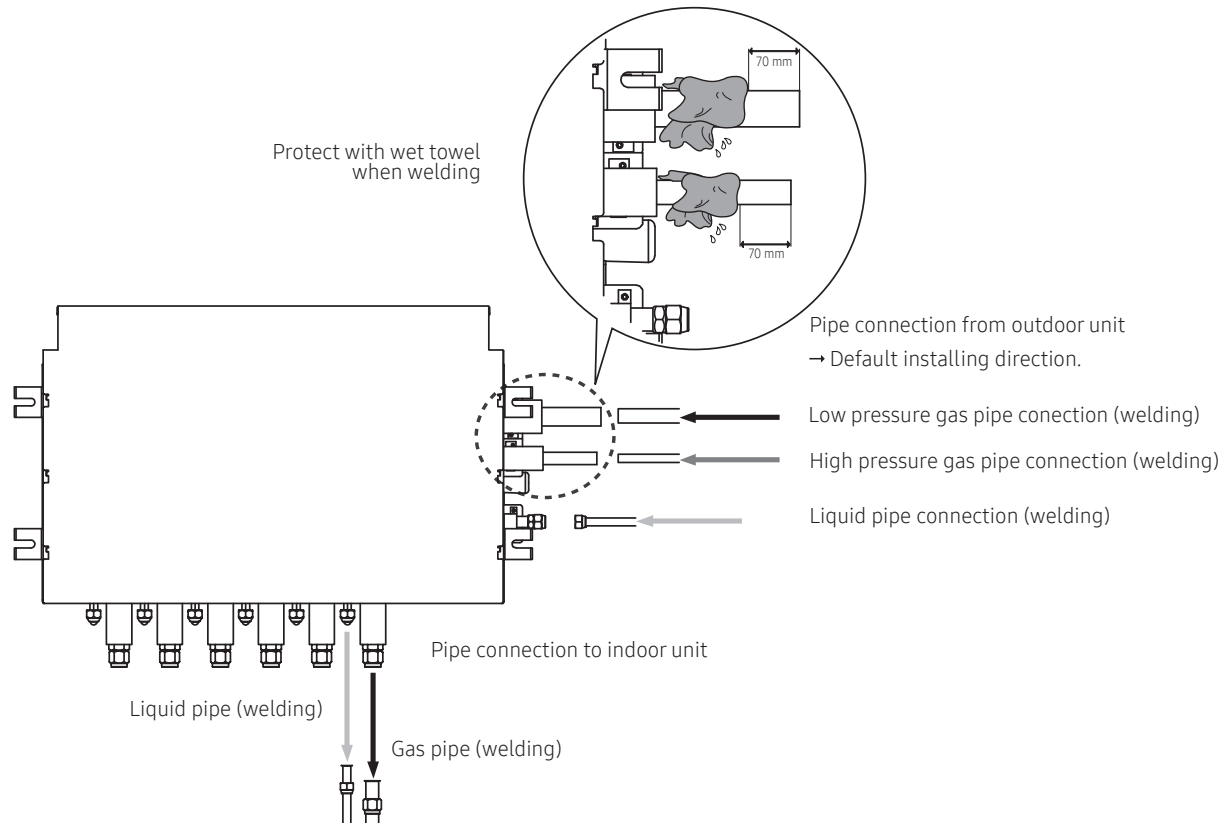 70 mm
Protect with wet towel
when welding
70 mm
Pipe connection from outdoor unit
→ Default installing direction.
Low pressure gas pipe conection (welding)
High pressure gas pipe connection (welding)
Liquid pipe connection (welding)
Pipe connection to indoor unit
Liquid pipe (welding)
Gas pipe (welding)